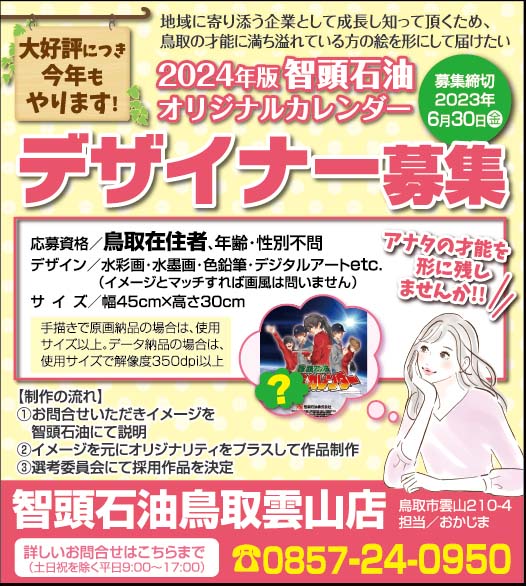 大好評につき
今年も
やります!
地域に寄り添う企業として成長し知って頂くため、
鳥取の才能に満ち溢れている方の絵を形にして届けたい
2024年版 智頭石油
オリジナルカレンダー
募集締切
2023年
6月30日㊎
デザイナー募集
応募資格/鳥取在住者、年齢・性別不問
デザイン/水彩画・水墨画・色鉛筆・デジタルアートetc.
(イメージとマッチすれば画風は問いません)
サイズ/幅45cm×高さ30cm
手描きで原画納品の場合は、使用
サイズ以上。データ納品の場合は、
使用サイズで解像度350dpi以上
アナタの才能を
形に残し
ませんか!!
?
智頭石油
カレンダー
【制作の流れ】
①お問合せいただきイメージを
智頭石油にて説明
②イメージを元にオリジナリティをプラスして作品制作
③選考委員会にて採用作品を決定
智頭石油鳥取雲山店
鳥取市雲山210-4
担当/おかじま
詳しいお問合せはこちらまで
(土日祝を除く平日9:00〜17:00)
☎0857-24-0950